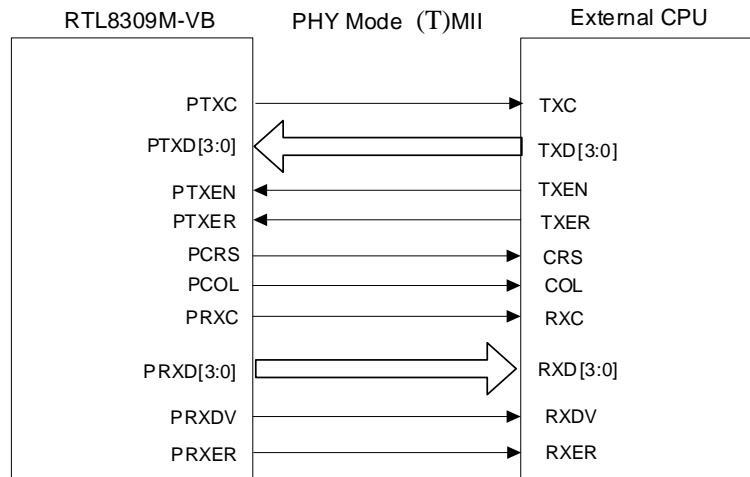 RTL8309M-VB PHY Mode (T)MII External CPU
PTXC TXC
PTXD[3:0] TXD[3:0]
PTXEN TXEN
PTXER TXER
PCRS CRS
PCOL COL
PRXC RXC
PRXD[3:0] RXD[3:0]
PRXDV RXDV
PRXER RXER